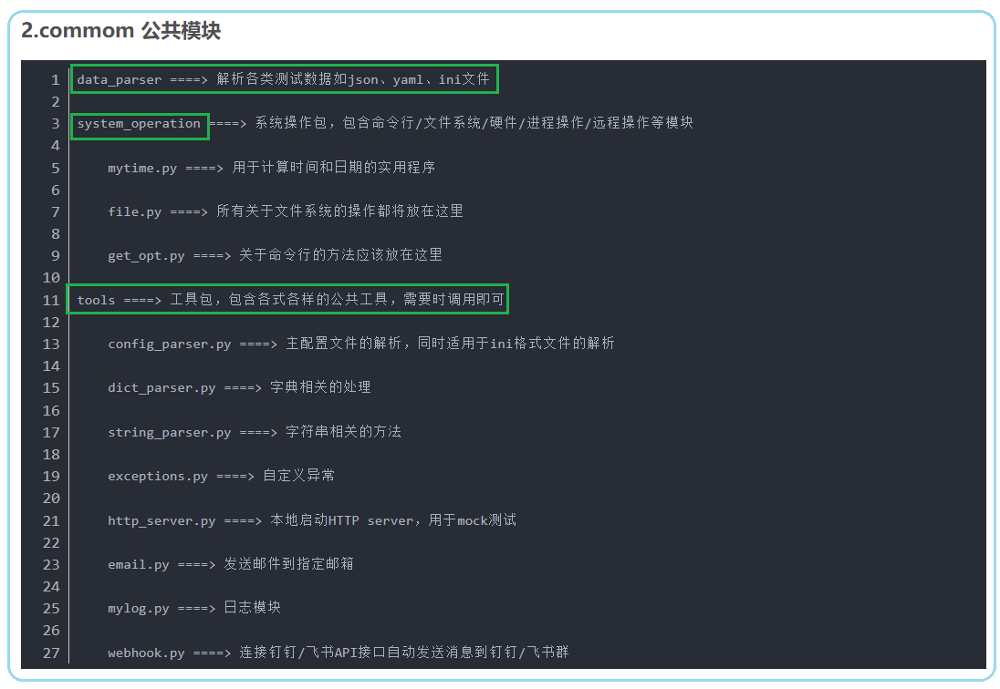 2.commom 公共模块
1 data_parser ====> 解析各类测试数据如json、yaml、ini文件
2
3 system_operation ====> 系统操作包，包含命令行/文件系统/硬件/进程操作/远程操作等模块
4
5 mytime.py ====> 用于计算时间和日期的实用程序
6
7 file.py ====> 所有关于文件系统的操作都将放在这里
8
9 get_opt.py ====> 关于命令行的方法应该放在这里
10
11 tools ====> 工具包，包含各式各样的公共工具，需要时调用即可
12
13 config_parser.py ====> 主配置文件的解析，同时适用于ini格式文件的解析
14
15 dict_parser.py ====> 字典相关的处理
16
17 string_parser.py ====> 字符串相关的方法
18
19 exceptions.py ====> 自定义异常
20
21 http_server.py ====> 本地启动HTTP server，用于mock测试
22
23 email.py ====> 发送邮件到指定邮箱
24
25 mylog.py ====> 日志模块
26
27 webhook.py ====> 连接钉钉/飞书API接口自动发送消息到钉钉/飞书群